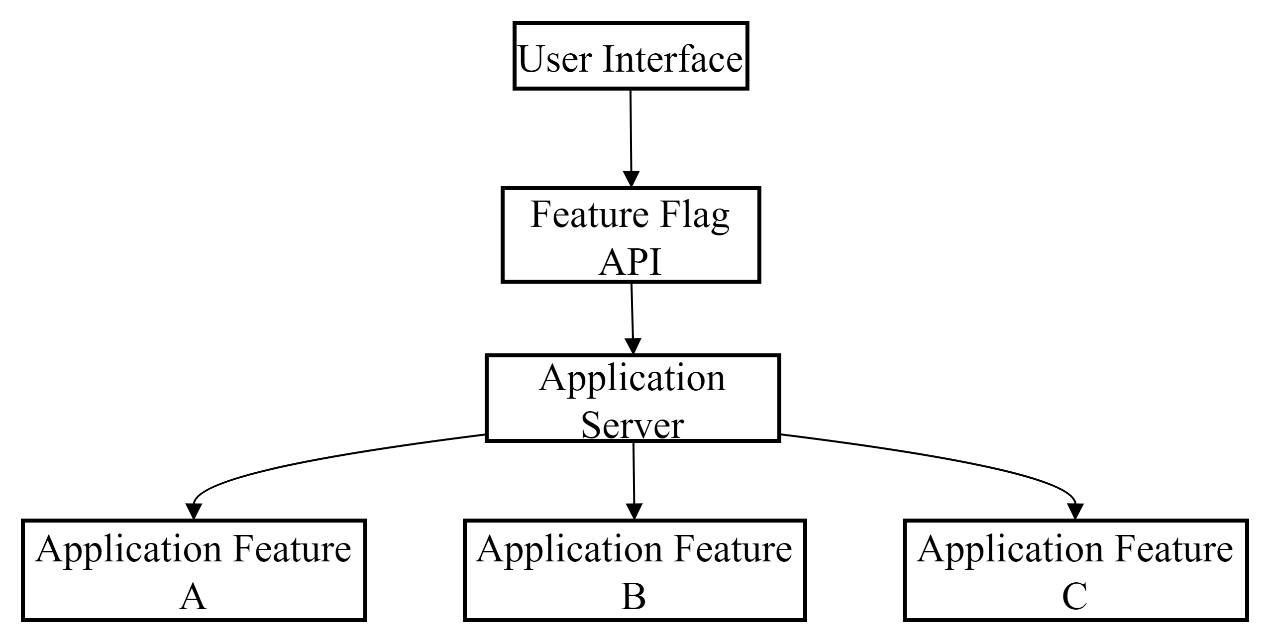 User Interface
Feature Flag
API
Application
Server
Application Feature
A
Application Feature
B
Application Feature
C